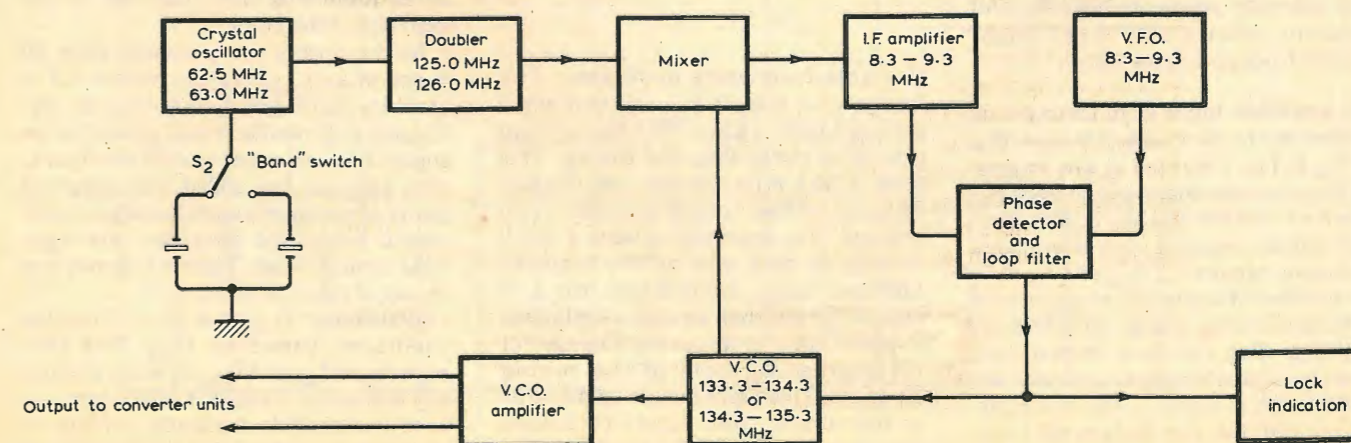 Crystal
oscillator
62.5 MHz
63.0 MHz
Doubler
125.0 MHz
126.0 MHz
Mixer
I.F. amplifier
8.3 – 9.3
MHz
V.F.O.
8.3–9.3
MHz
S2 "Band" switch
Phase
detector
and
loop filter
Output to converter units
V.C.O.
amplifier
V.C.O.
133.3–134.3
or
134.3–135.3
MHz
Lock
indication